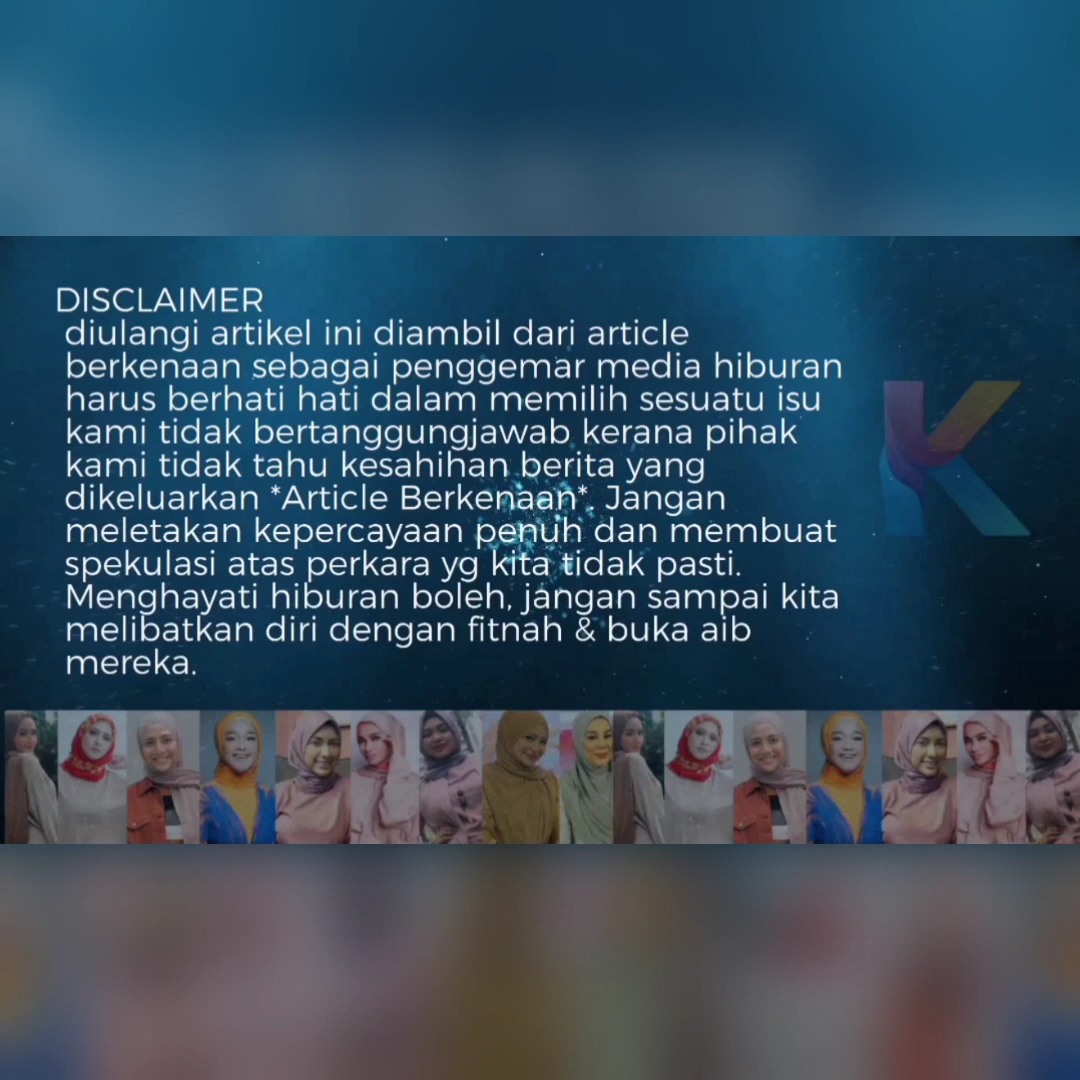 DISCLAIMER
diulangi artikel ini diambil dari article
berkenaan sebagai penggemar media hiburan
harus berhati hati dalam memilih sesuatu isu
kami tidak bertanggungjawab kerana pihak
kami tidak tahu kesahihan berita yang
dikeluarkan *Article Berkenaan*. Jangan
meletakan kepercayaan penuh dan membuat
spekulasi atas perkara yg kita tidak pasti.
Menghayati hiburan boleh, jangan sampai kita
melibatkan diri dengan fitnah & buka aib
mereka.
K